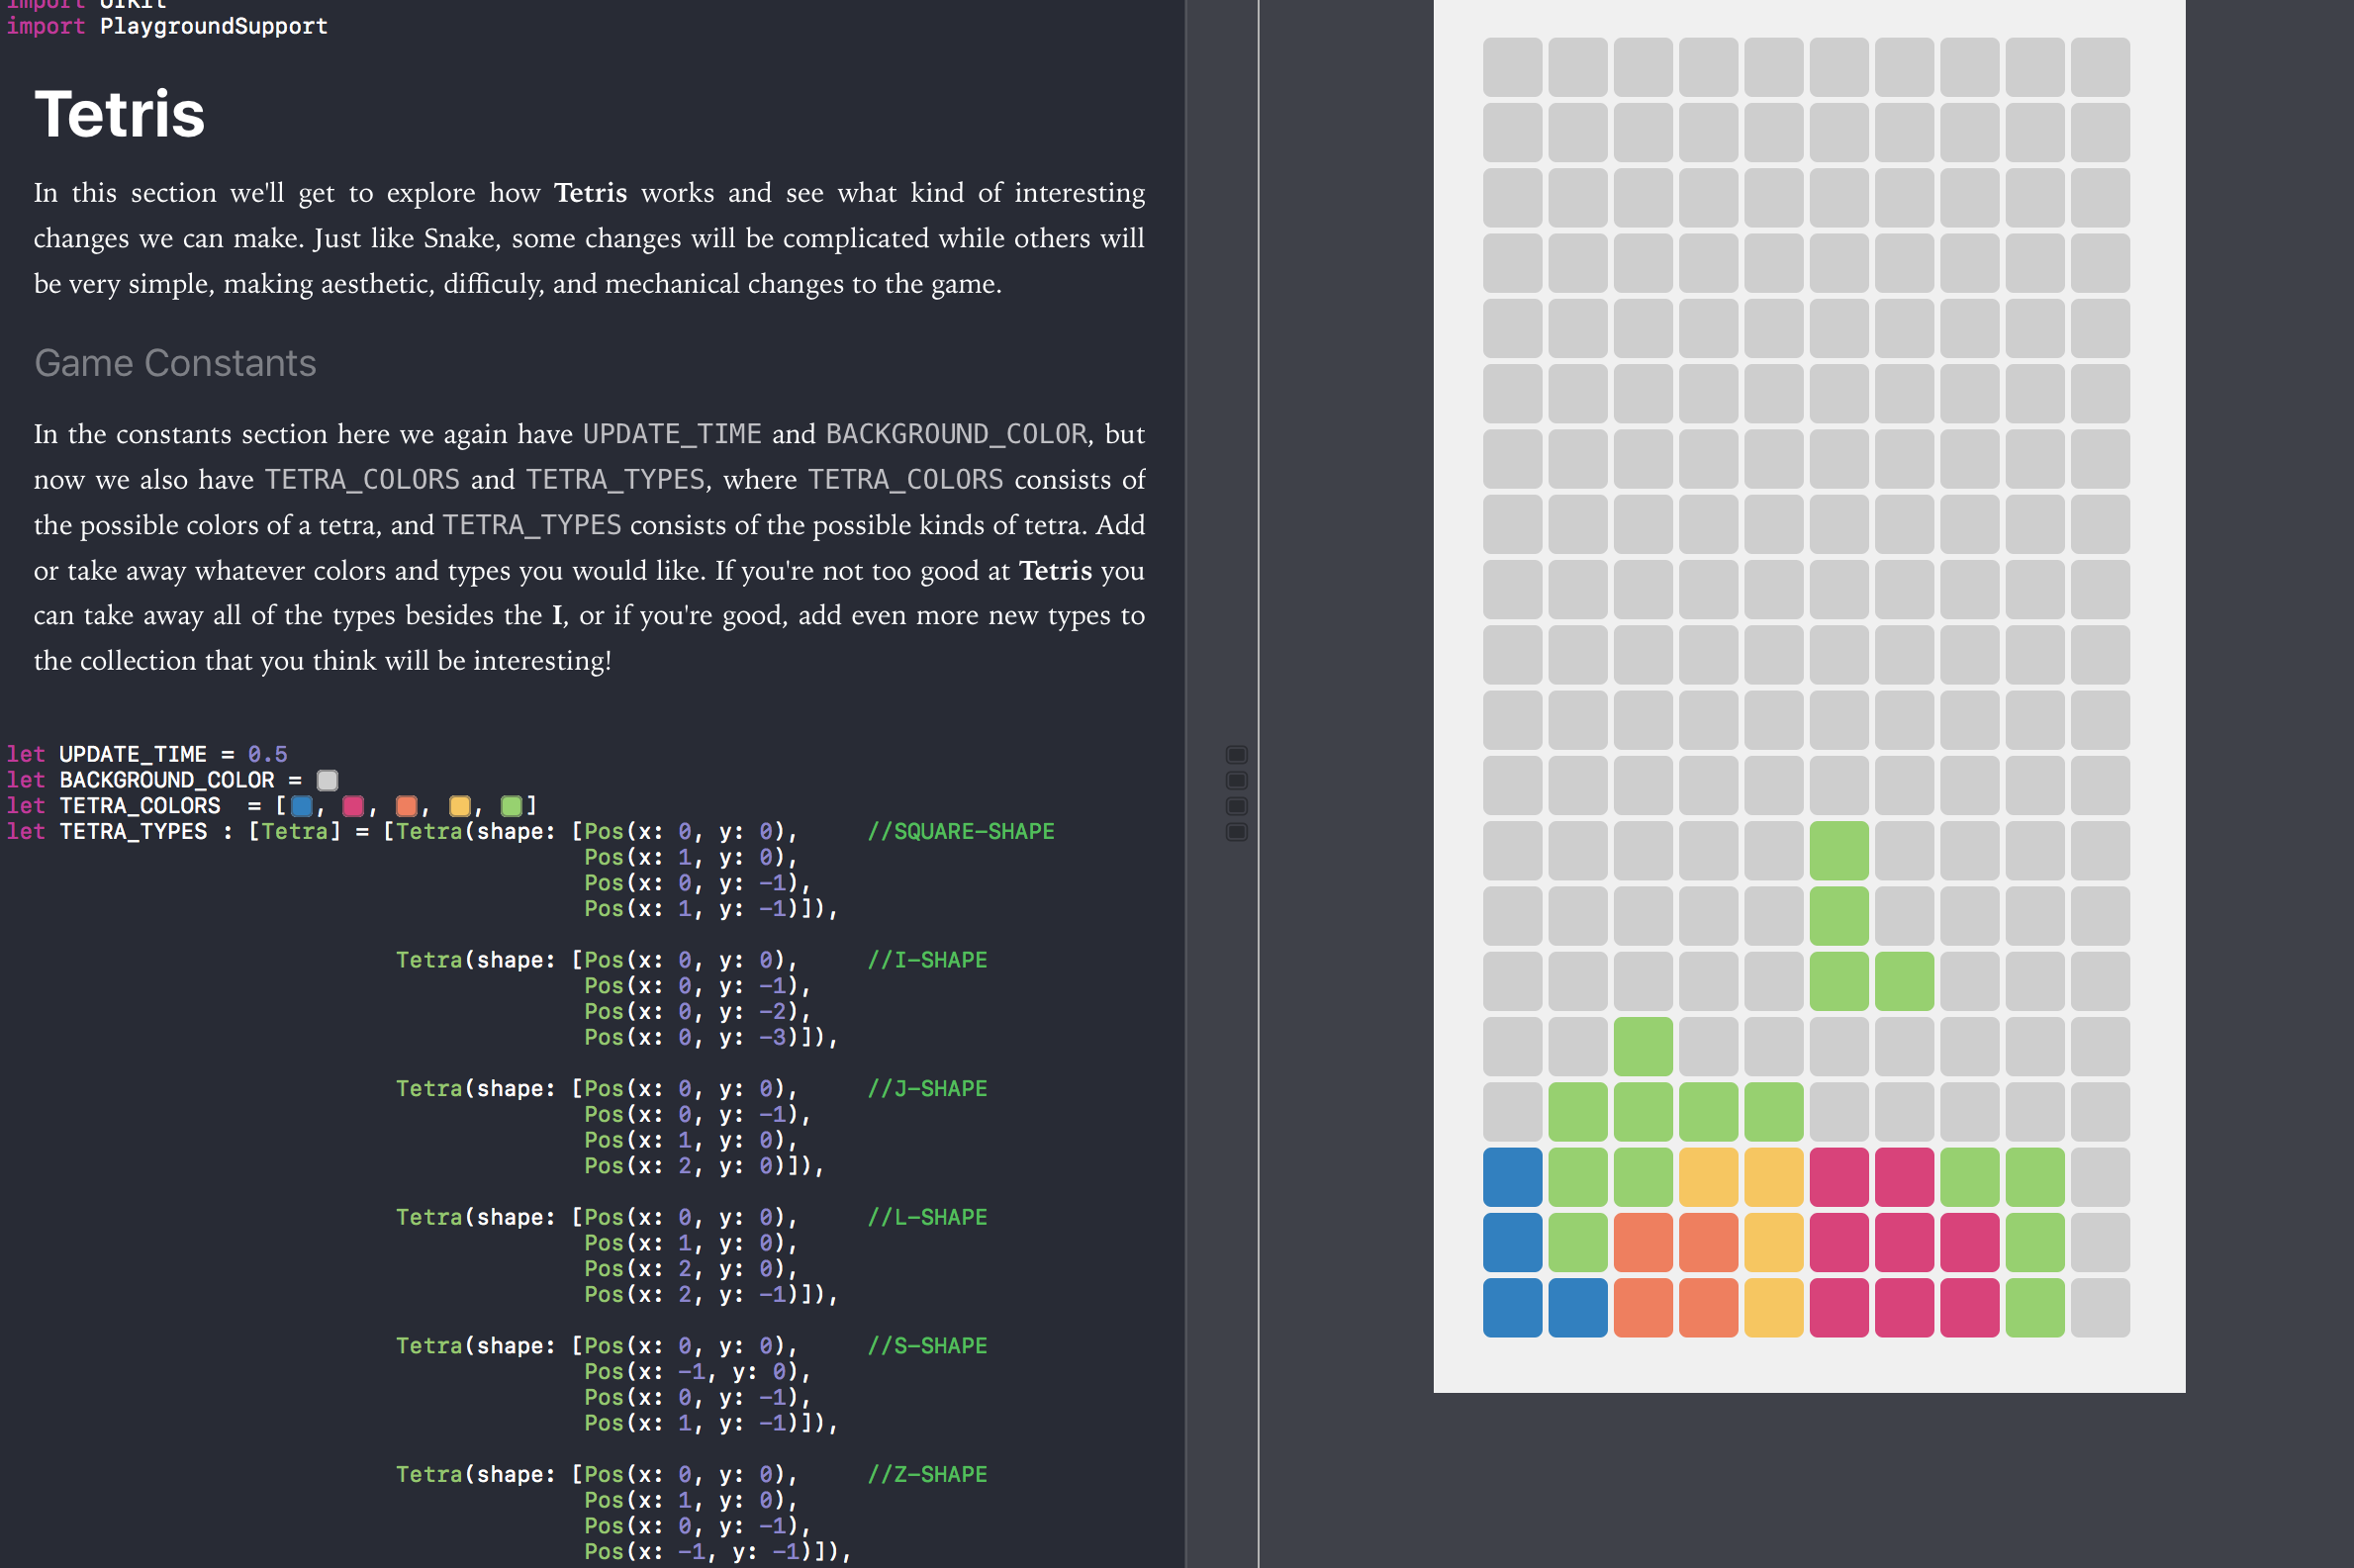 import UIKit
import PlaygroundSupport
Tetris
In this section we'll get to explore how Tetris works and see what kind of interesting
changes we can make. Just like Snake, some changes will be complicated while others will
be very simple, making aesthetic, difficuly, and mechanical changes to the game.
Game Constants
In the constants section here we again have UPDATE_TIME and BACKGROUND_COLOR, but
now we also have TETRA_COLORS and TETRA_TYPES, where TETRA_COLORS consists of
the possible colors of a tetra, and TETRA_TYPES consists of the possible kinds of tetra. Add
or take away whatever colors and types you would like. If you're not too good at Tetris you
can take away all of the types besides the I, or if you're good, add even more new types to
the collection that you think will be interesting!
let UPDATE_TIME = 0.5
let BACKGROUND_COLOR =
let TETRA_COLORS = [ , , , , ]
let TETRA_TYPES : [Tetra] = [Tetra(shape: [Pos(x: 0, y: 0), //SQUARE-SHAPE
Pos(x: 1, y: 0),
Pos(x: 0, y: -1),
Pos(x: 1, y: -1)]),
Tetra(shape: [Pos(x: 0, y: 0), //I-SHAPE
Pos(x: 0, y: -1),
Pos(x: 0, y: -2),
Pos(x: 0, y: -3)]),
Tetra(shape: [Pos(x: 0, y: 0), //J-SHAPE
Pos(x: 0, y: -1),
Pos(x: 1, y: 0),
Pos(x: 2, y: 0)]),
Tetra(shape: [Pos(x: 0, y: 0), //L-SHAPE
Pos(x: 1, y: 0),
Pos(x: 2, y: 0),
Pos(x: 2, y: -1)]),
Tetra(shape: [Pos(x: 0, y: 0), //S-SHAPE
Pos(x: -1, y: 0),
Pos(x: 0, y: -1),
Pos(x: 1, y: -1)]),
Tetra(shape: [Pos(x: 0, y: 0), //Z-SHAPE
Pos(x: 1, y: 0),
Pos(x: 0, y: -1),
Pos(x: -1, y: -1)]),